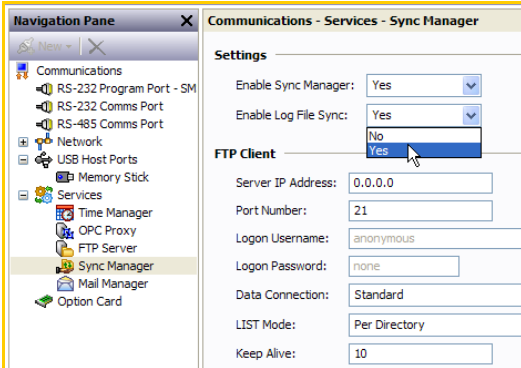 Navigation Pane
New
Communications
RS-232 Program Port - SM
RS-232 Comms Port
RS-485 Comms Port
Network
USB Host Ports
Memory Stick
Services
Time Manager
OPC Proxy
FTP Server
Sync Manager
Mail Manager
Option Card
Communications - Services - Sync Manager
Settings
Enable Sync Manager: Yes
Enable Log File Sync: Yes
No
Yes
FTP Client
Server IP Address: 0.0.0.0
Port Number: 21
Logon Username: anonymous
Logon Password: none
Data Connection: Standard
LIST Mode: Per Directory
Keep Alive: 10